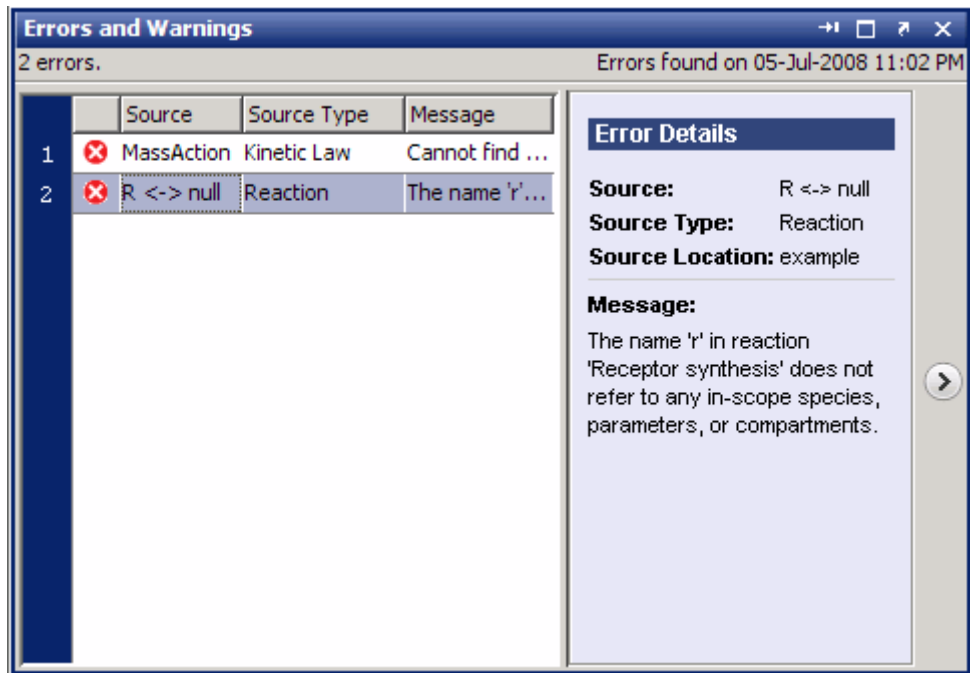 Errors and Warnings
2 errors. Errors found on 05-Jul-2008 11:02 PM
Source Source Type Message
1 MassAction Kinetic Law Cannot find ...
2 R <-> null Reaction The name 'r'...
Error Details
Source: R <-> null
Source Type: Reaction
Source Location: example
Message:
The name 'r' in reaction
'Receptor synthesis' does not
refer to any in-scope species,
parameters, or compartments.